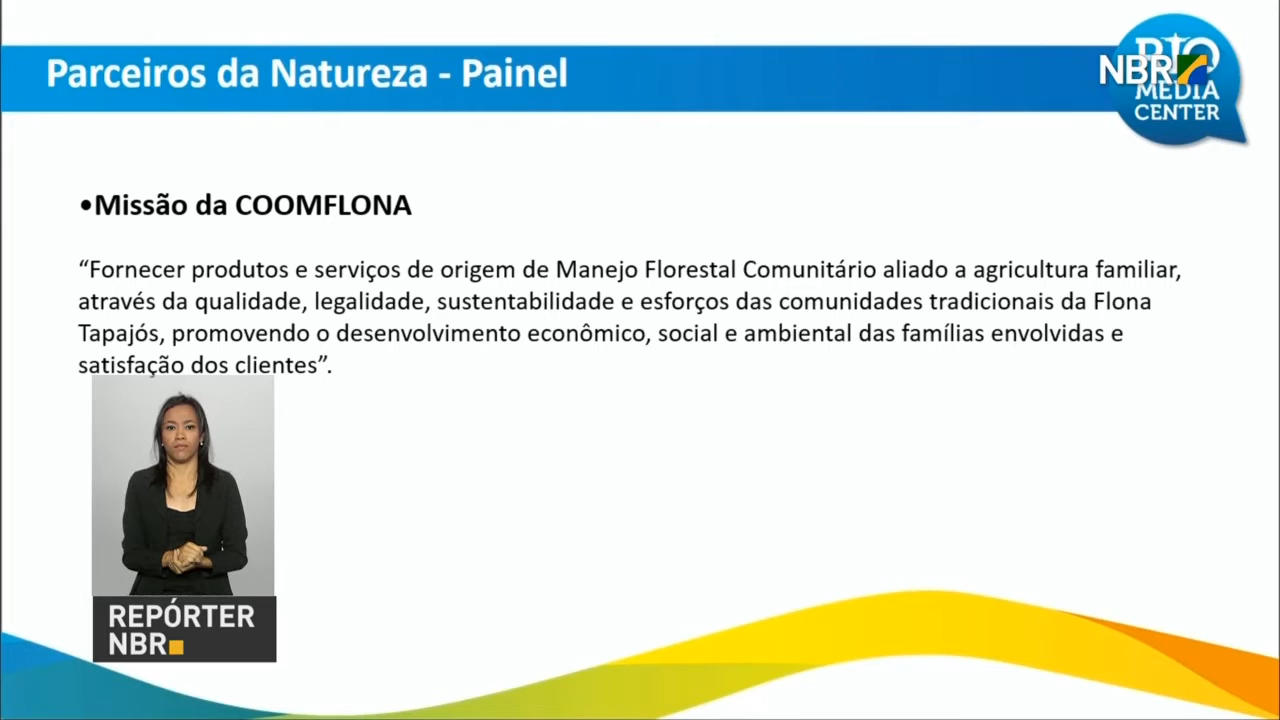 Parceiros da Natureza - Painel
NBR
RIO
MEDIA
CENTER
•Missão da COOMFLONA
“Fornecer produtos e serviços de origem de Manejo Florestal Comunitário aliado a agricultura familiar,
através da qualidade, legalidade, sustentabilidade e esforços das comunidades tradicionais da Flona
Tapajós, promovendo o desenvolvimento econômico, social e ambiental das famílias envolvidas e
satisfação dos clientes”.
REPÓRTER
NBR